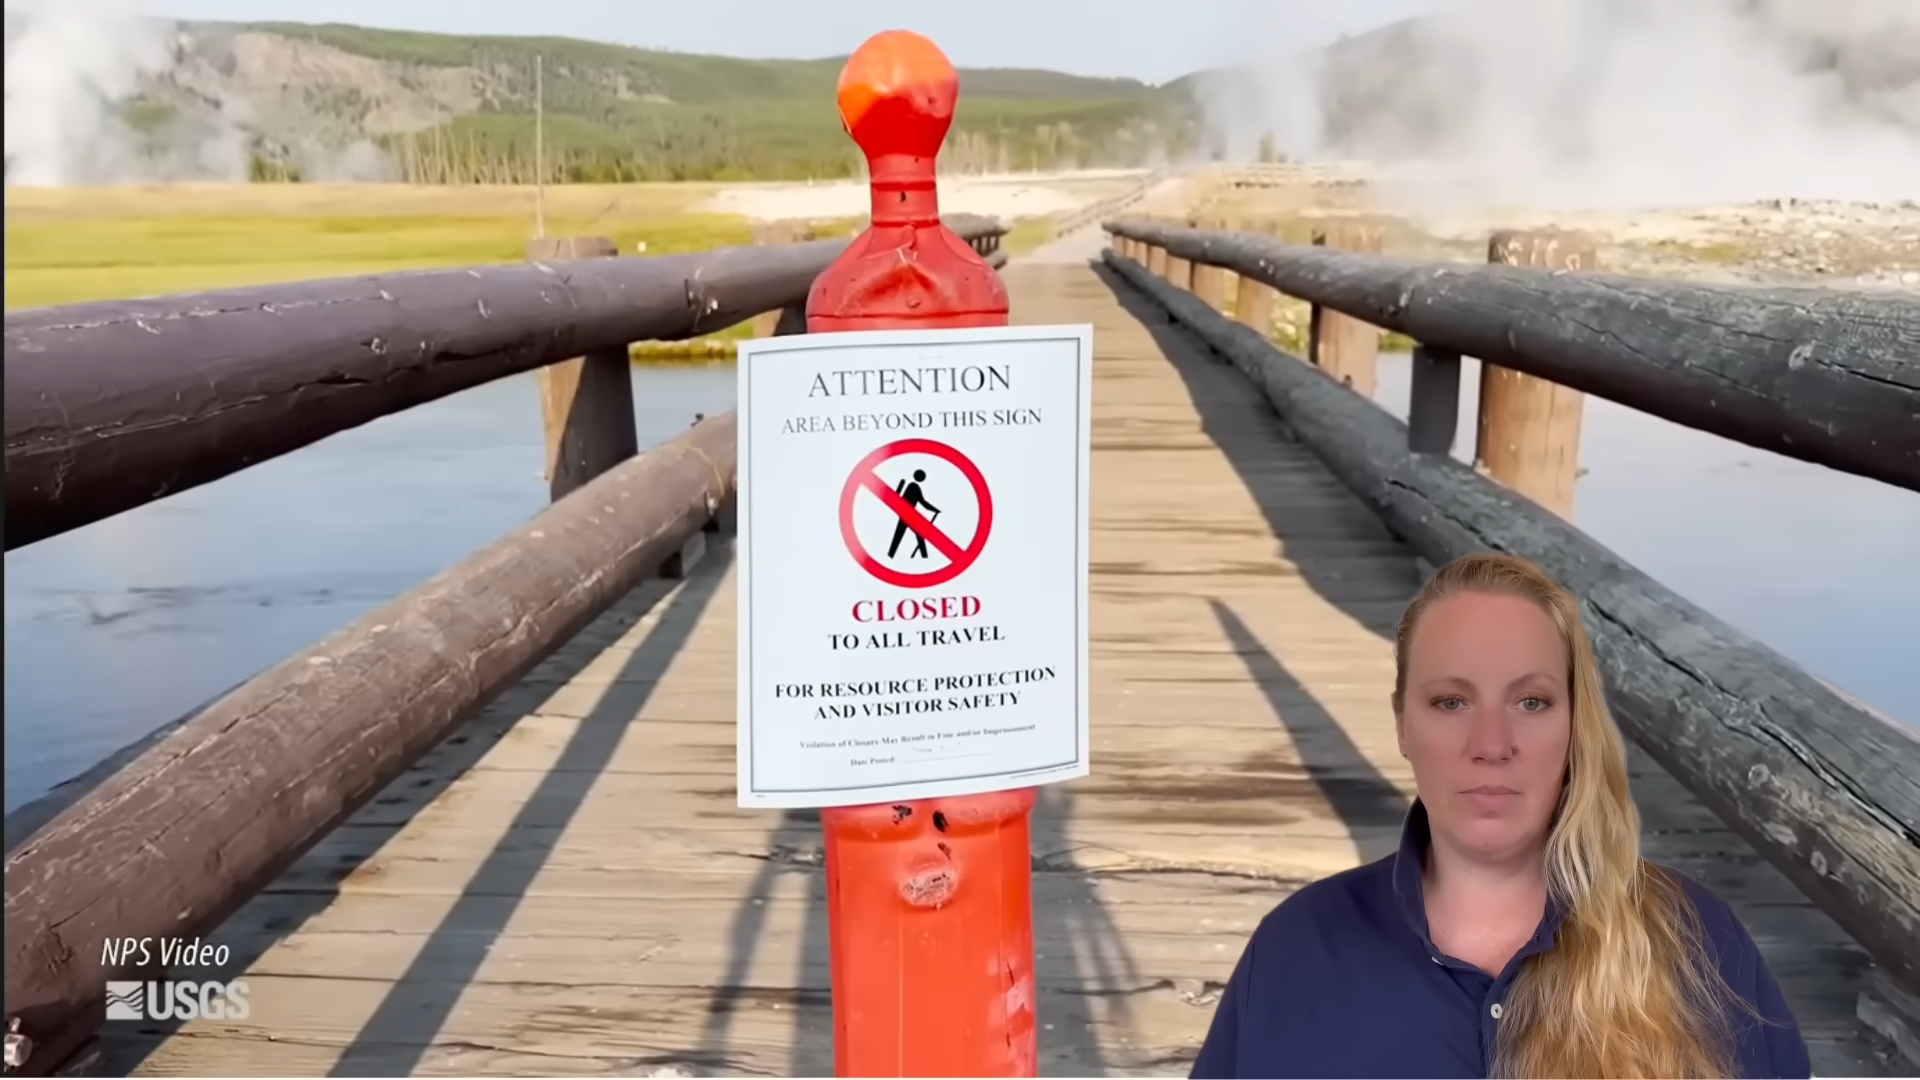 ATTENTION
AREA BEYOND THIS SIGN
CLOSED
TO ALL TRAVEL
FOR RESOURCE PROTECTION
AND VISITOR SAFETY
Violation of Closure May Result in Fine and/or Imprisonment
Date Posted:
NPS Video
USGS